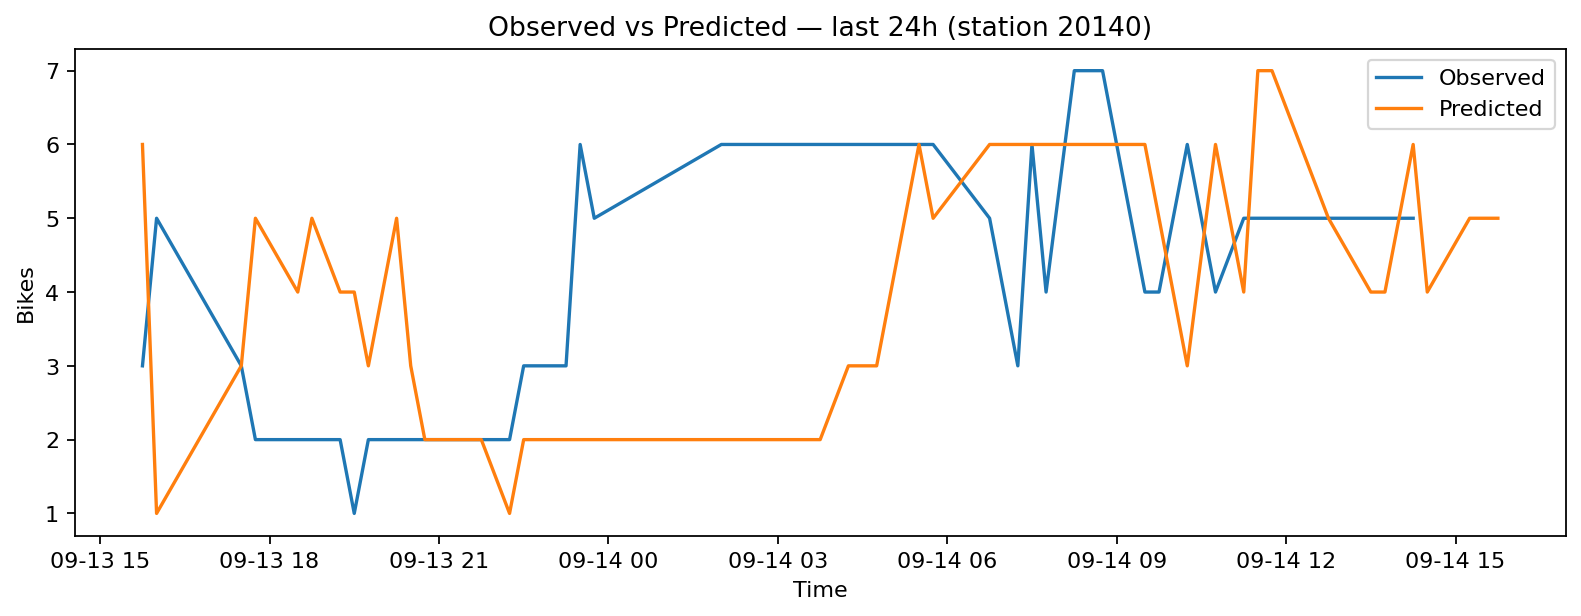 Observed vs Predicted — last 24h (station 20140)
Observed
Predicted
7
6
5
4
3
2
1
Bikes
09-13 15 09-13 18 09-13 21 09-14 00 09-14 03 09-14 06 09-14 09 09-14 12 09-14 15
Time